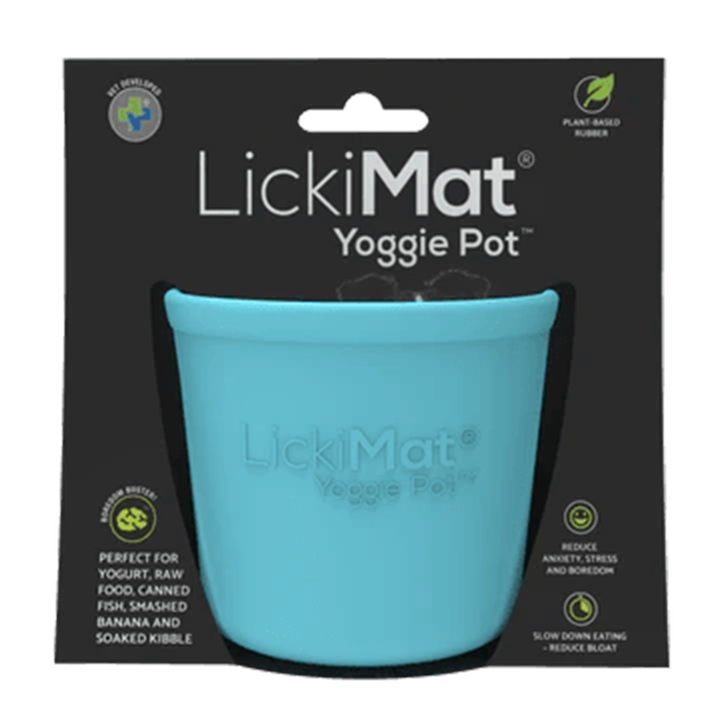 VET DEVELOPED
PLANT-BASED
RUBBER
LickiMat®
Yoggie Pot™
LickiMat®
Yoggie Pot™
BOREDOM BUSTER!
PERFECT FOR
YOGURT, RAW
FOOD, CANNED
FISH, SMASHED
BANANA AND
SOAKED KIBBLE
REDUCE
ANXIETY, STRESS
AND BOREDOM
SLOW DOWN EATING
- REDUCE BLOAT